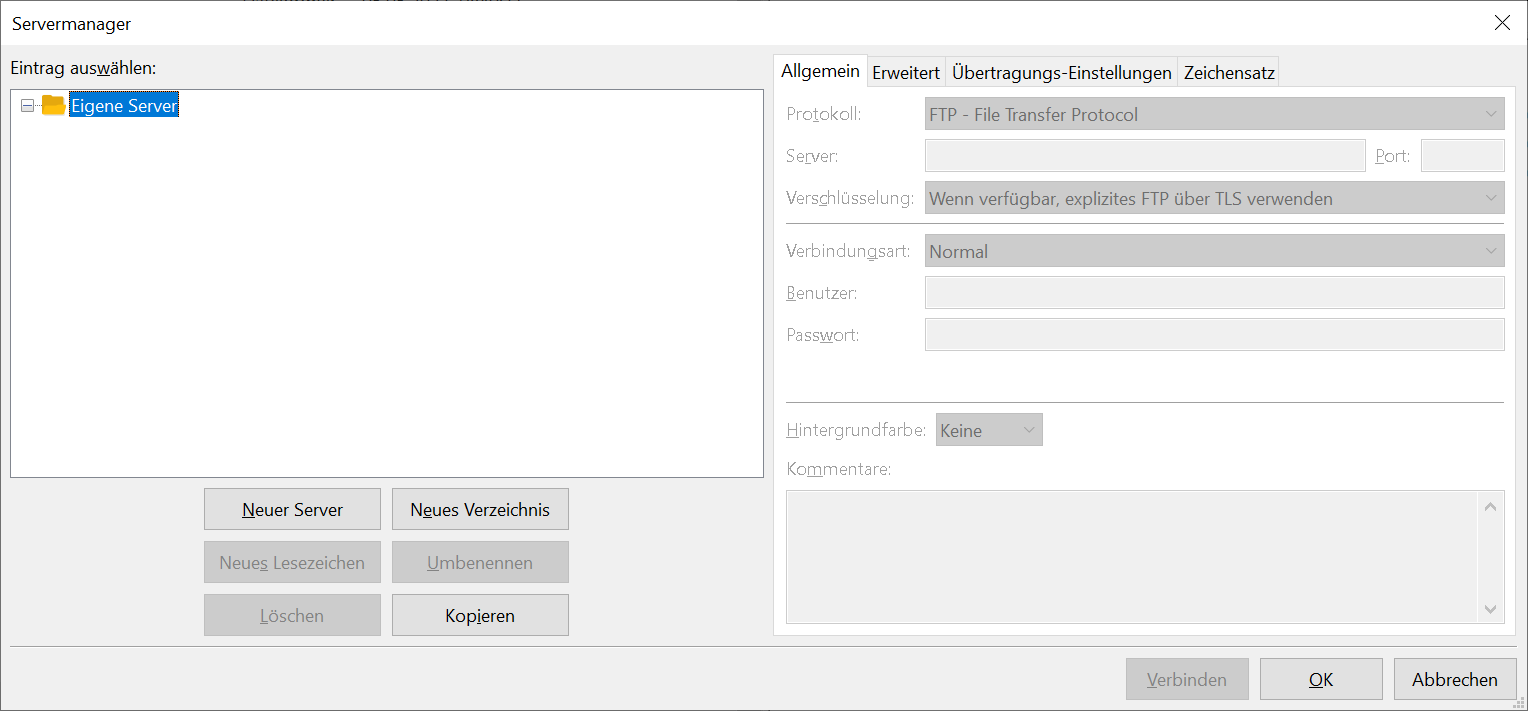 Servermanager
Eintrag auswählen:
Eigene Server
Neuer Server
Neues Verzeichnis
Neues Lesezeichen
Umbenennen
Löschen
Kopieren
Allgemein
Erweitert
Übertragungs-Einstellungen
Zeichensatz
Protokoll:
FTP - File Transfer Protocol
Server:
Port:
Verschlüsselung:
Wenn verfügbar, explizites FTP über TLS verwenden
Verbindungsart:
Normal
Benutzer:
Passwort:
Hintergrundfarbe:
Keine
Kommentare:
Verbinden
OK
Abbrechen